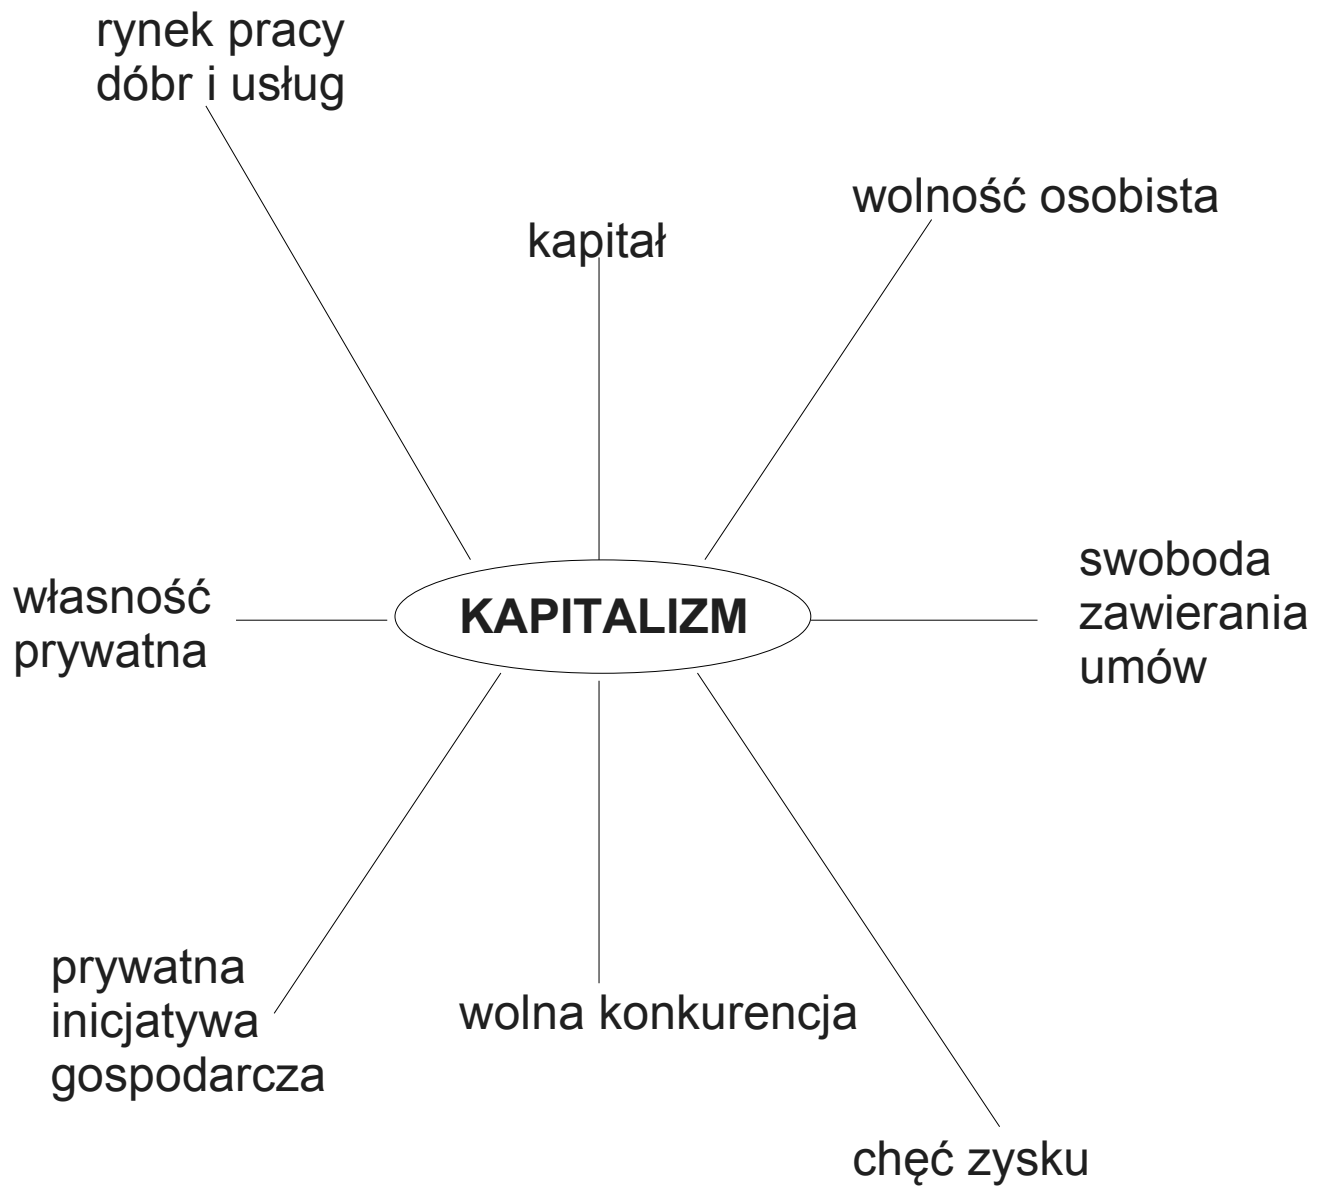 rynek pracy
dóbr i usług
kapitał
wolność osobista
własność
prywatna
KAPITALIZM
swoboda
zawierania
umów
prywatna
inicjatywa
gospodarcza
wolna konkurencja
chęć zysku